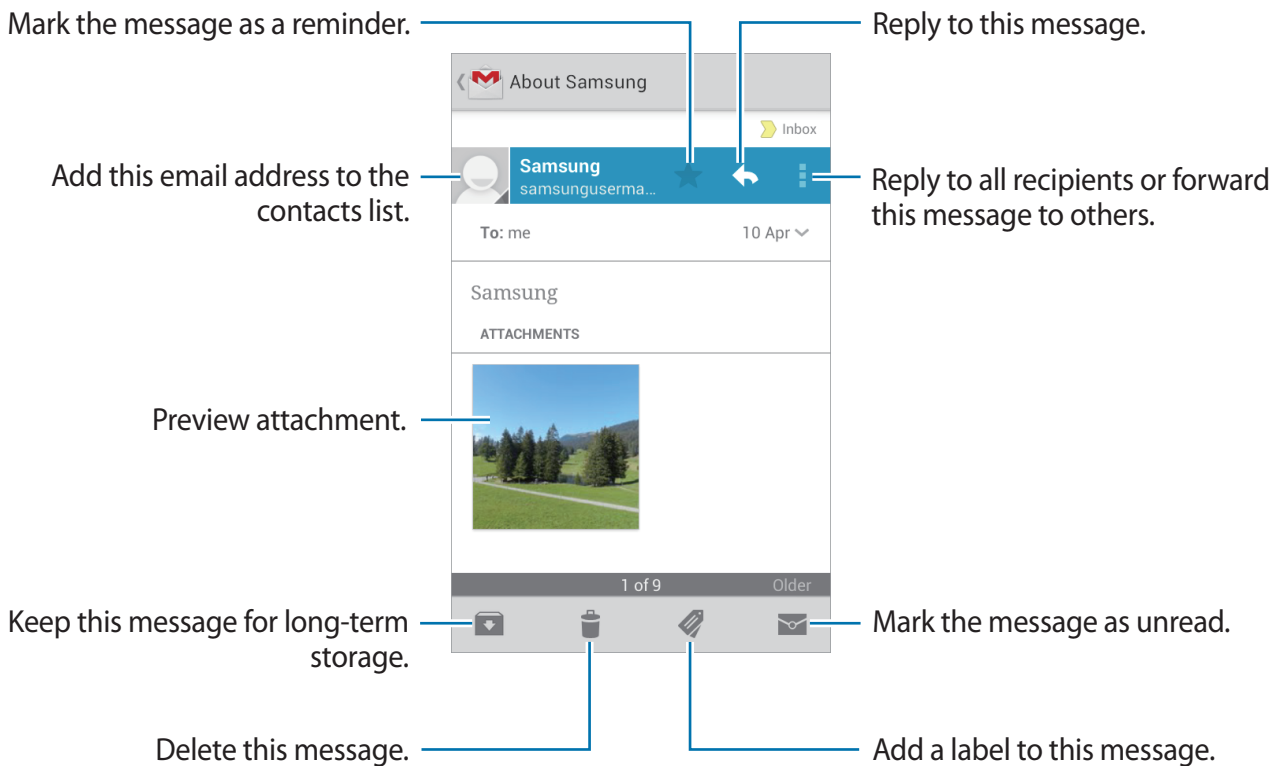 Mark the message as a reminder.
Reply to this message.
About Samsung
Inbox
Add this email address to the
contacts list.
Samsung
samsunguserma...
Reply to all recipients or forward
this message to others.
To: me
10 Apr
Samsung
ATTACHMENTS
Preview attachment.
1 of 9
Older
Keep this message for long-term
storage.
Mark the message as unread.
Delete this message.
Add a label to this message.